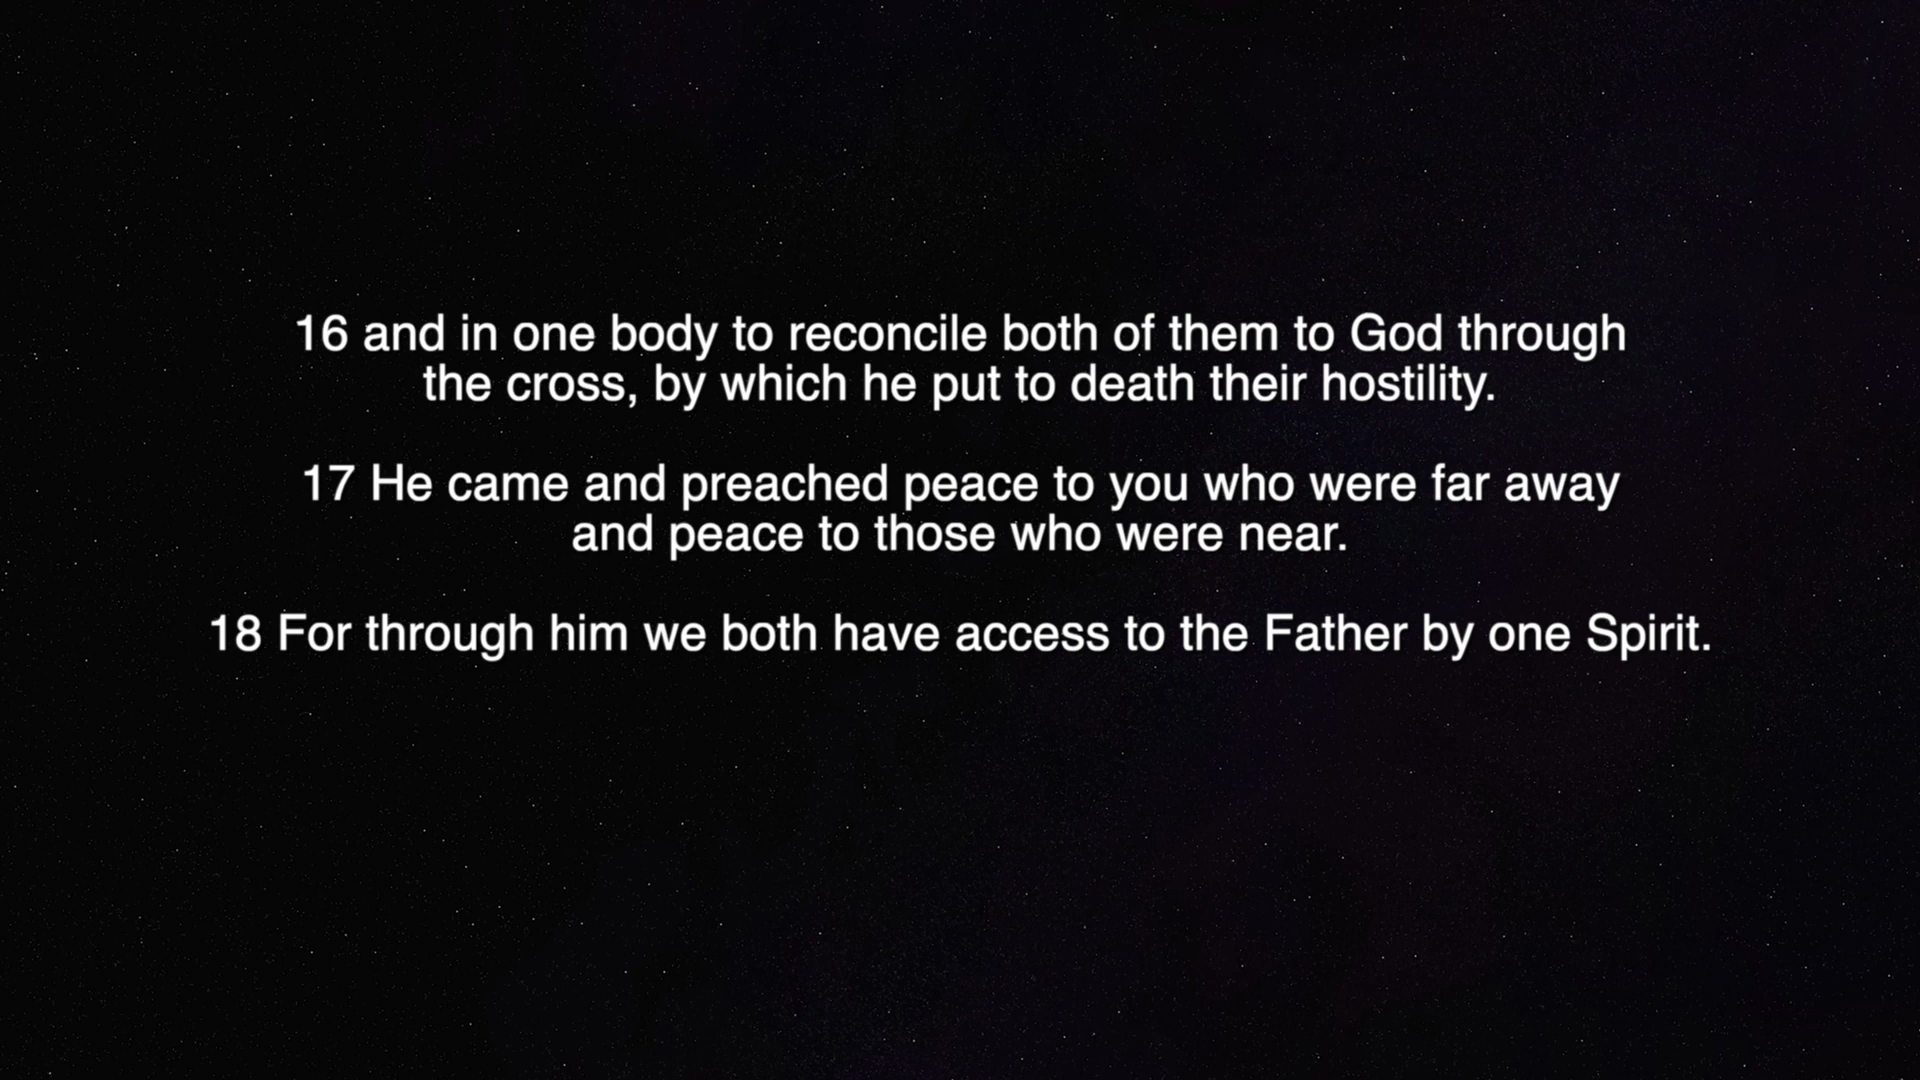 16 and in one body to reconcile both of them to God through
the cross, by which he put to death their hostility.
17 He came and preached peace to you who were far away
and peace to those who were near.
18 For through him we both have access to the Father by one Spirit.